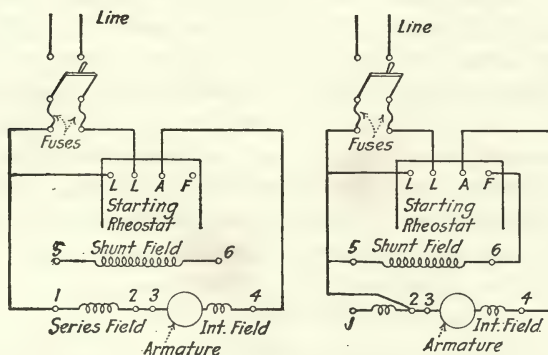 Line
Fuses
L L A F
Starting
Rheostat
5 Shunt Field 6
1 2 3 4
Series Field Int. Field
Armature
Line
Fuses
L L A F
Starting
Rheostat
5 Shunt Field 6
1 2 3 4
Int. Field
Armature